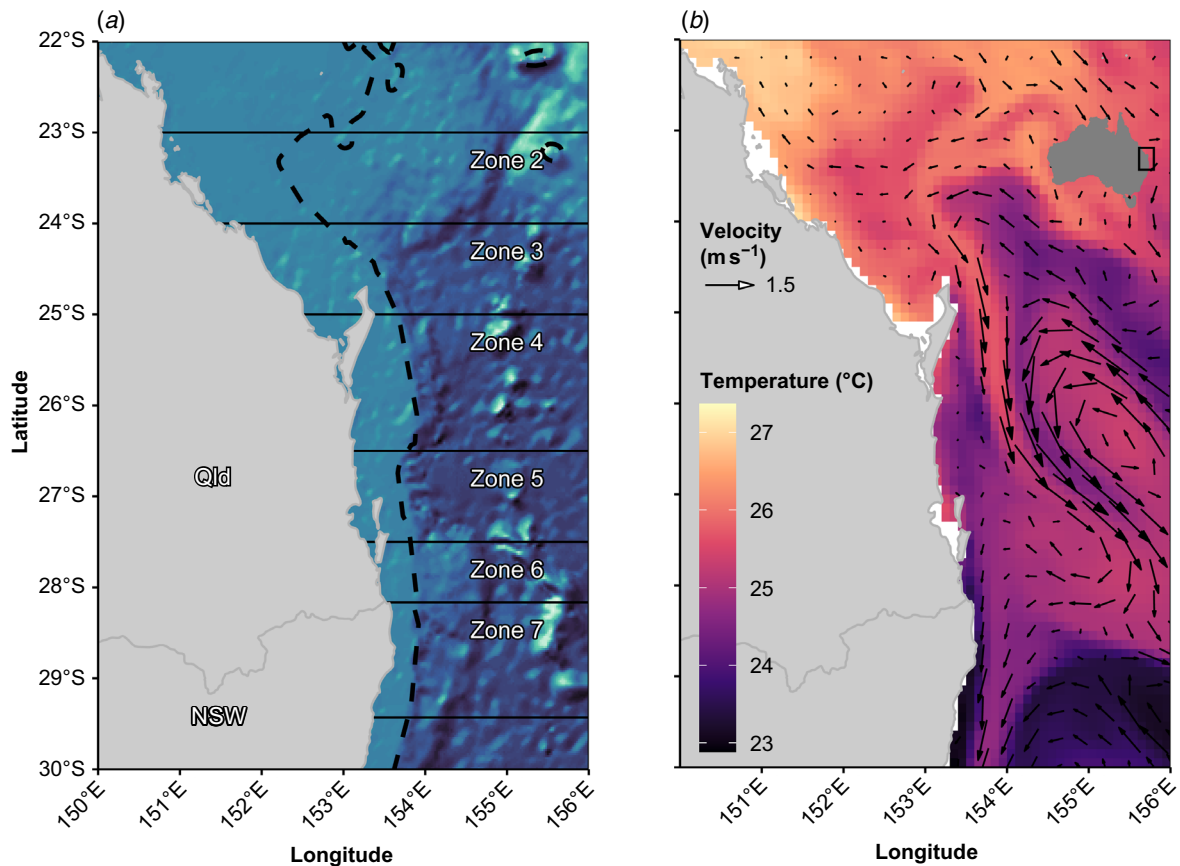 (a)
22°S
23°S
24°S
25°S
26°S
27°S
28°S
29°S
30°S
Latitude
Zone 2
Zone 3
Zone 4
Zone 5
Zone 6
Zone 7
Qld
NSW
150°E
151°E
152°E
153°E
154°E
155°E
156°E
Longitude
(b)
Velocity
(m s⁻¹)
1.5
Temperature (°C)
27
26
25
24
23
151°E
152°E
153°E
154°E
155°E
156°E
Longitude